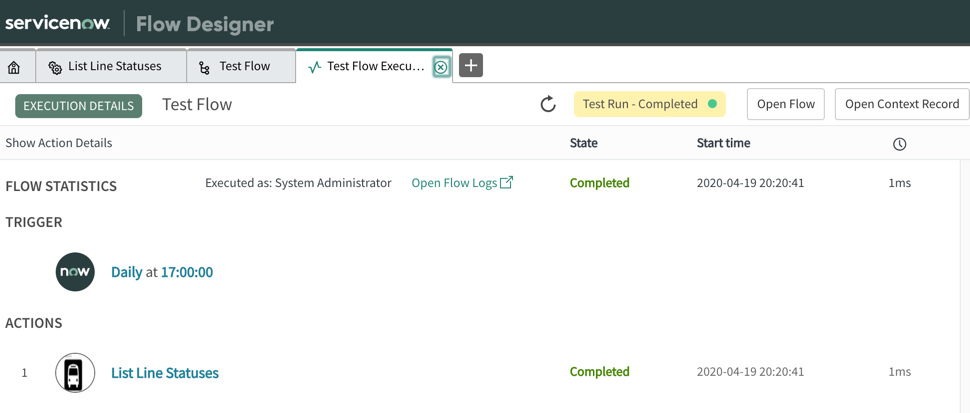 servicenow. Flow Designer
List Line Statuses Test Flow Test Flow Execu...
EXECUTION DETAILS Test Flow Test Run - Completed Open Flow Open Context Record
Show Action Details State Start time
FLOW STATISTICS Executed as: System Administrator Open Flow Logs Completed 2020-04-19 20:20:41 1ms
TRIGGER
now Daily at 17:00:00
ACTIONS
1 List Line Statuses Completed 2020-04-19 20:20:41 1ms